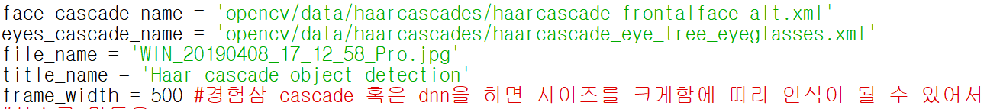 face_cascade_name = 'opencv/data/haarcascades/haarcascade_frontalface_alt.xml'
eyes_cascade_name = 'opencv/data/haarcascades/haarcascade_eye_tree_eyeglasses.xml'
file_name = 'WIN_20190408_17_12_58_Pro.jpg'
title_name = 'Haar cascade object detection'
frame_width = 500 #경험삼 cascade 혹은 dnn을 하면 사이즈를 크게함에 따라 인식이 될 수 있어서